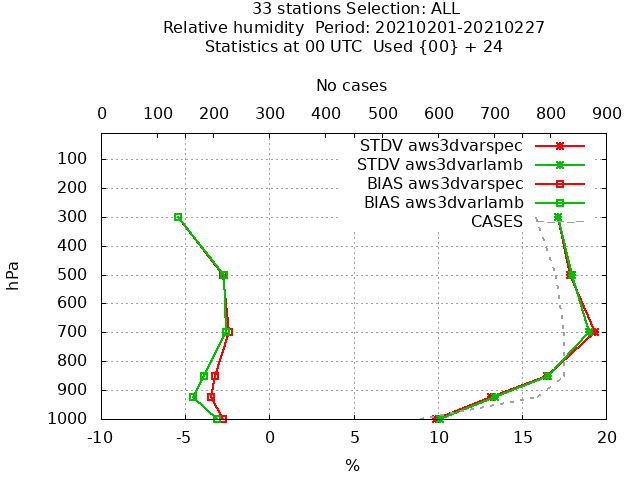 33 stations Selection: ALL
Relative humidity  Period: 20210201-20210227
Statistics at 00 UTC  Used {00} + 24
No cases
0 100 200 300 400 500 600 700 800 900
STDV aws3dvarspec
STDV aws3dvarlamb
BIAS aws3dvarspec
BIAS aws3dvarlamb
CASES
100
200
300
400
500
600
700
800
900
1000
hPa
-10 -5 0 5 10 15 20
%